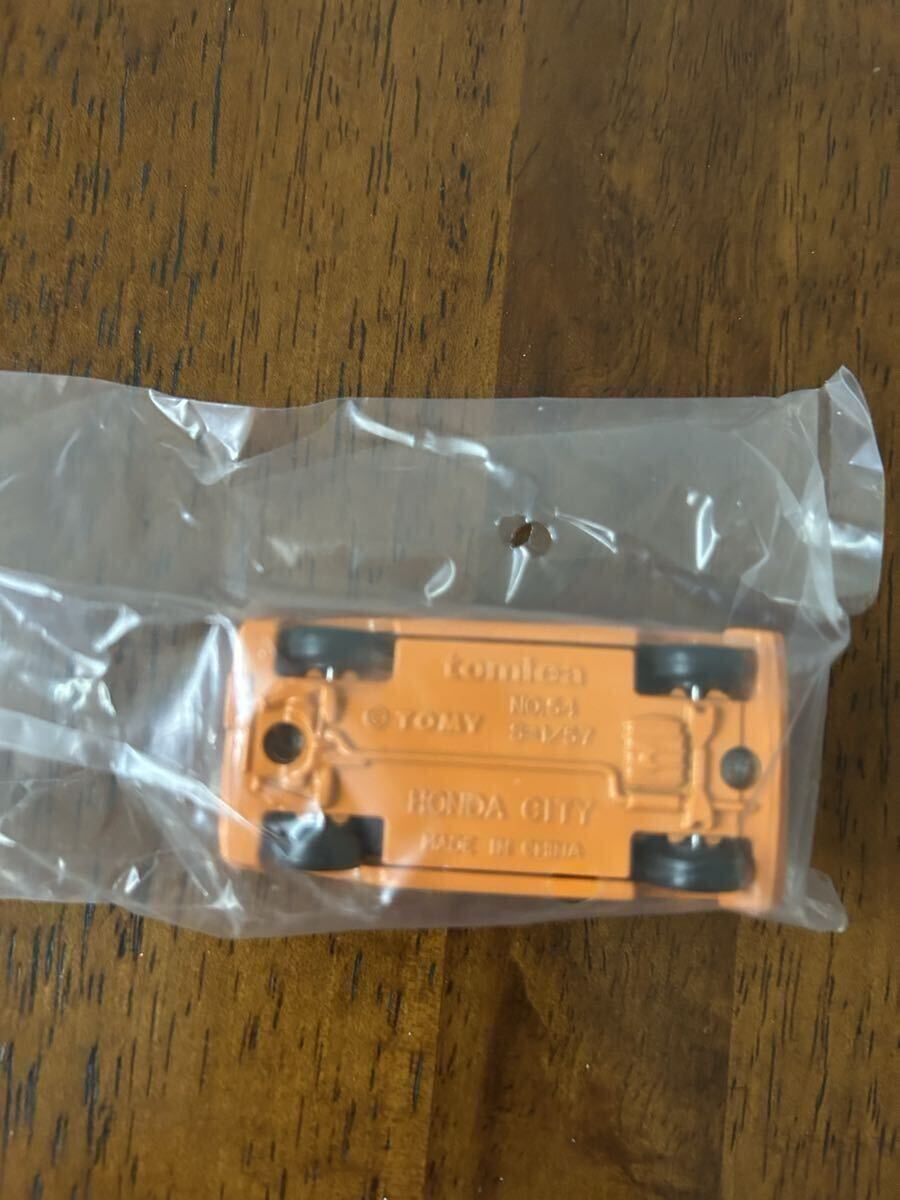 tomica
NO.54
© TOMY S=1/57
HONDA CITY
MADE IN CHINA